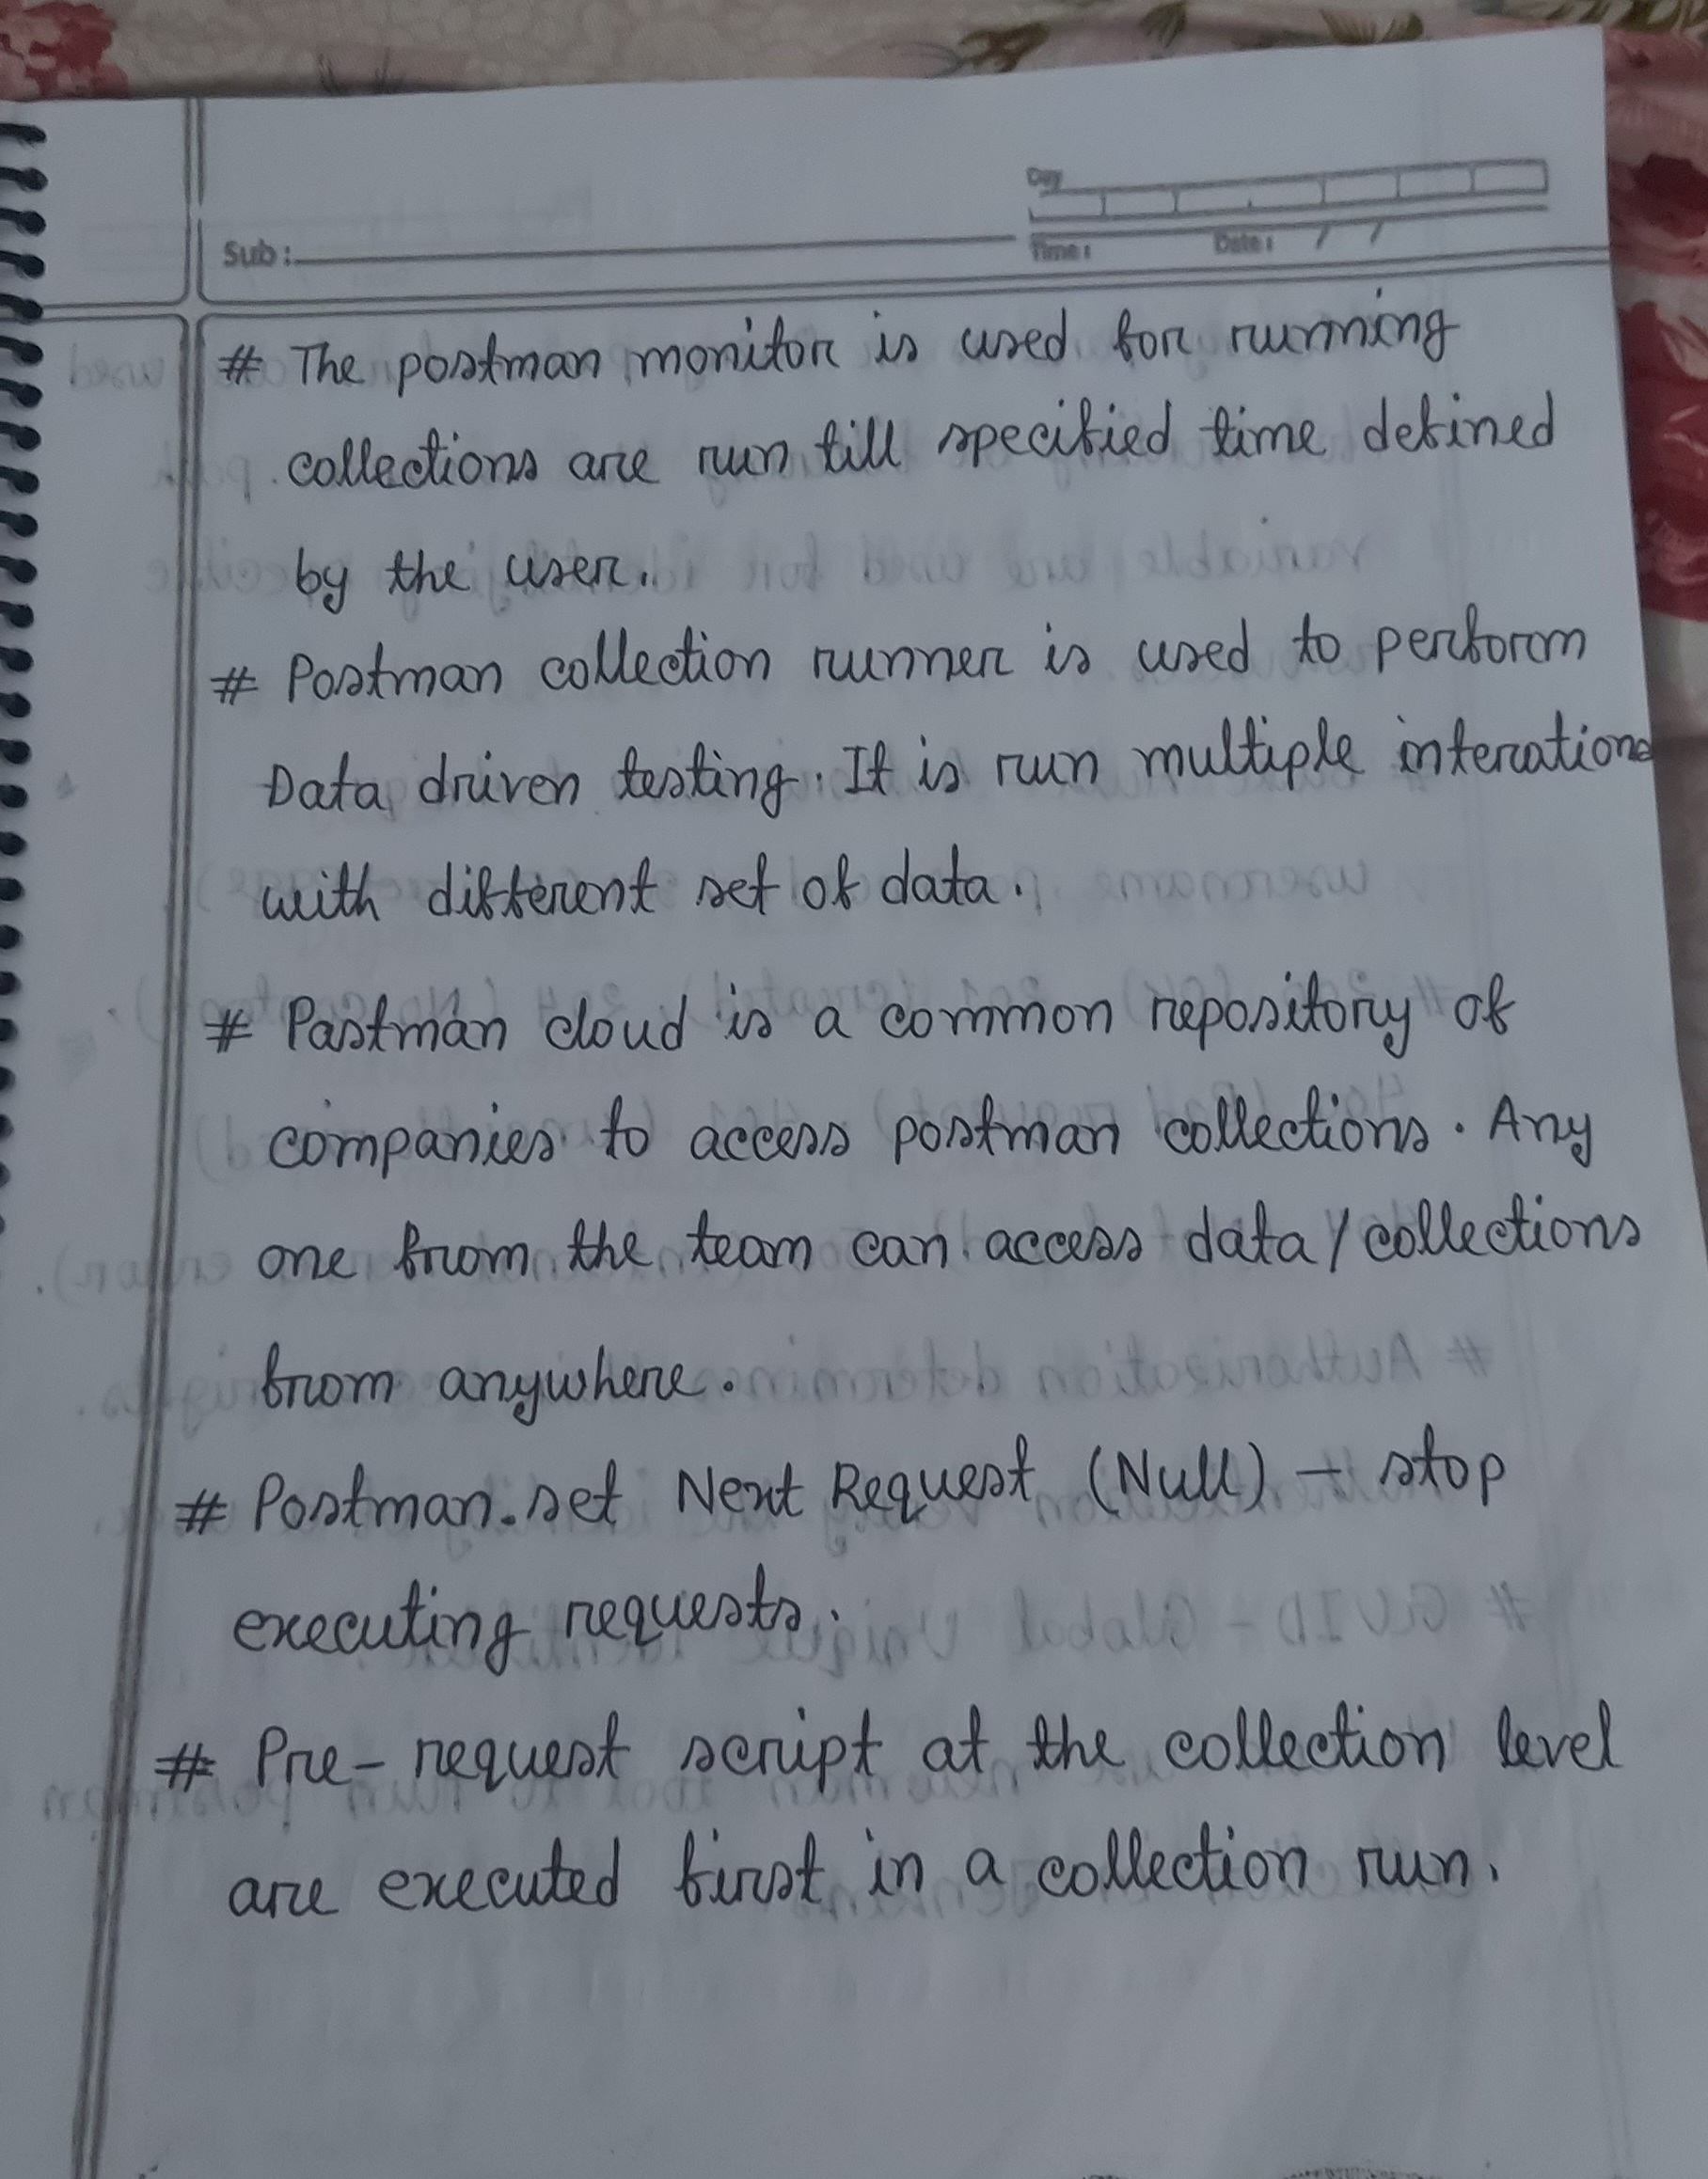 Day
Sub :
Time :
Date : / /
# The postman monitor is used for running
collections are run till specified time defined
by the user.
# Postman collection runner is used to perform
Data driven testing. It is run multiple interations
with different set of data.
# Pastman cloud is a common repository of
companies to access postman collections. Any
one from the team can access data/collections
from anywhere.
# Postman.set Next Request (Null) - stop
executing requests.
# Pre-request script at the collection level
are executed first in a collection run.